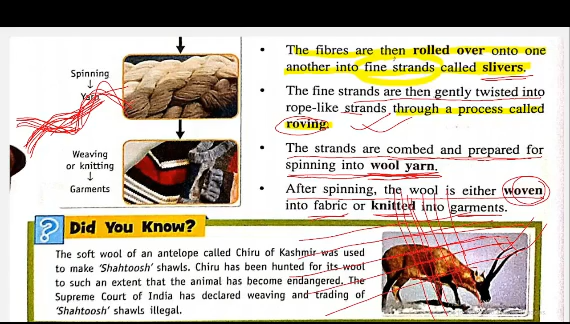 Spinning
↓
Yarn
Weaving
or knitting
↓
Garments
• The fibres are then rolled over onto one
another into fine strands called slivers.
• The fine strands are then gently twisted into
rope-like strands through a process called
roving.
• The strands are combed and prepared for
spinning into wool yarn.
• After spinning, the wool is either woven
into fabric or knitted into garments.
? Did You Know?
The soft wool of an antelope called Chiru of Kashmir was used
to make 'Shahtoosh' shawls. Chiru has been hunted for its wool
to such an extent that the animal has become endangered. The
Supreme Court of India has declared weaving and trading of
'Shahtoosh' shawls illegal.